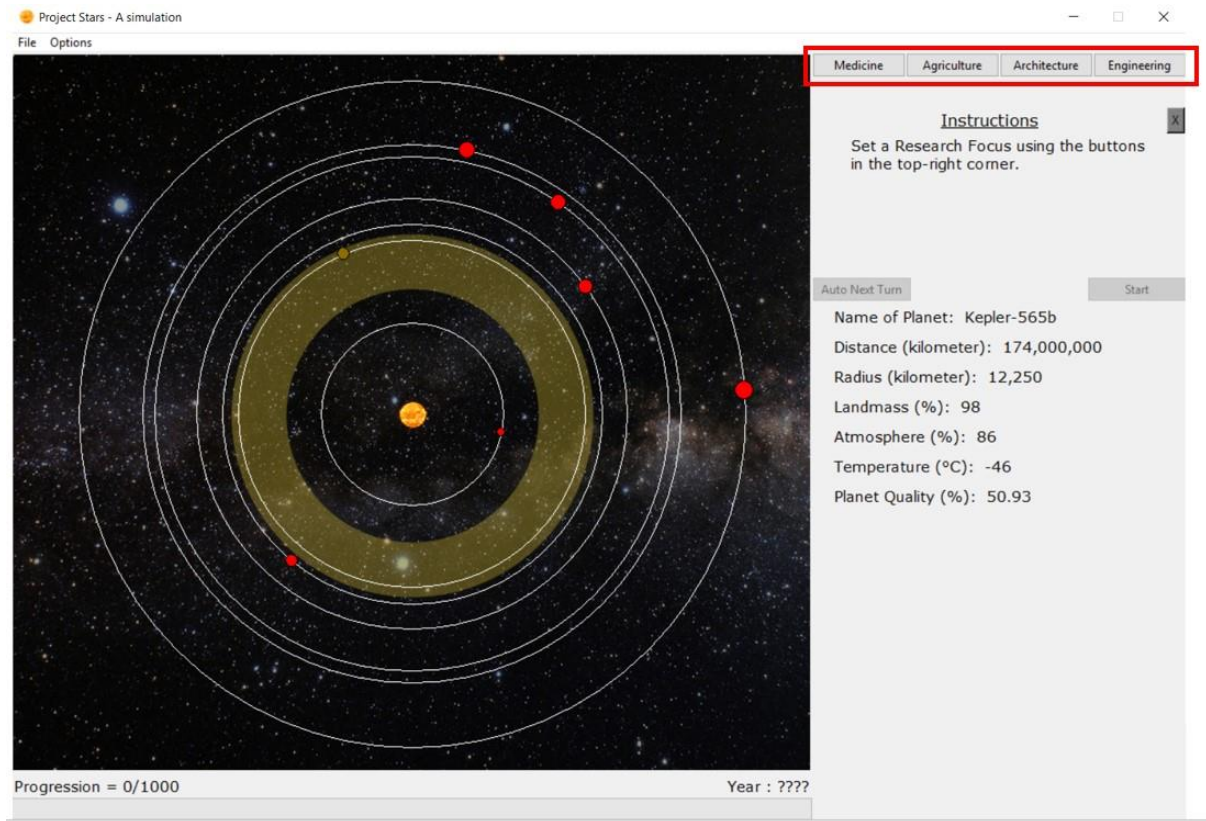 Project Stars - A simulation
File Options
Medicine Agriculture Architecture Engineering
Instructions
X
Set a Research Focus using the buttons
in the top-right corner.
Auto Next Turn Start
Name of Planet: Kepler-565b
Distance (kilometer): 174,000,000
Radius (kilometer): 12,250
Landmass (%): 98
Atmosphere (%): 86
Temperature (°C): -46
Planet Quality (%): 50.93
Progression = 0/1000 Year : ????